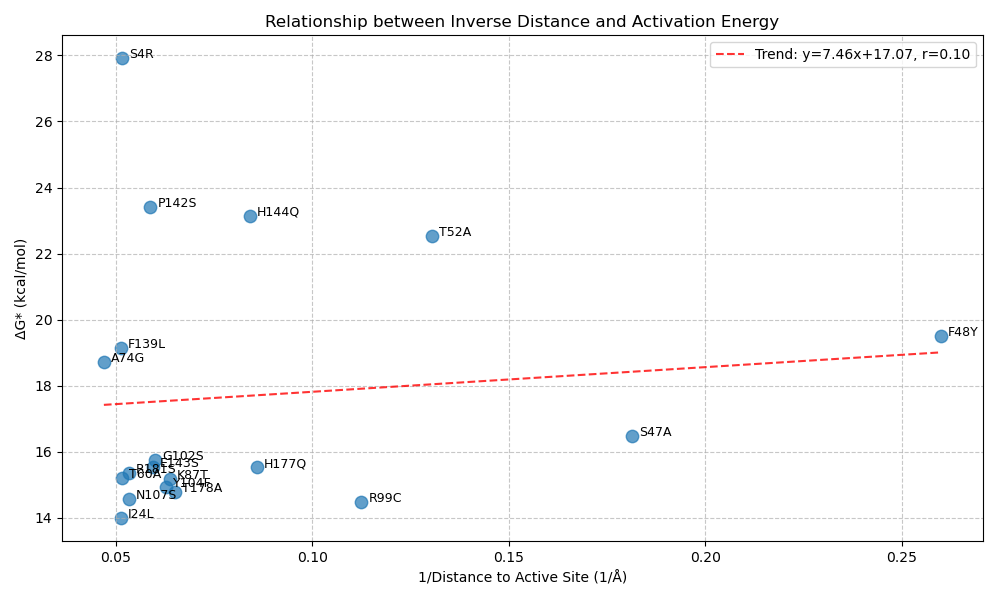 Relationship between Inverse Distance and Activation Energy
Trend: y=7.46x+17.07, r=0.10
ΔG* (kcal/mol)
28
26
24
22
20
18
16
14
S4R
P142S
H144Q
T52A
F48Y
F139L
A74G
S47A
G102S
H177Q
R181S
T60A
K87T
Y104F
T178A
N107S
R99C
I24L
0.05
0.10
0.15
0.20
0.25
1/Distance to Active Site (1/Å)